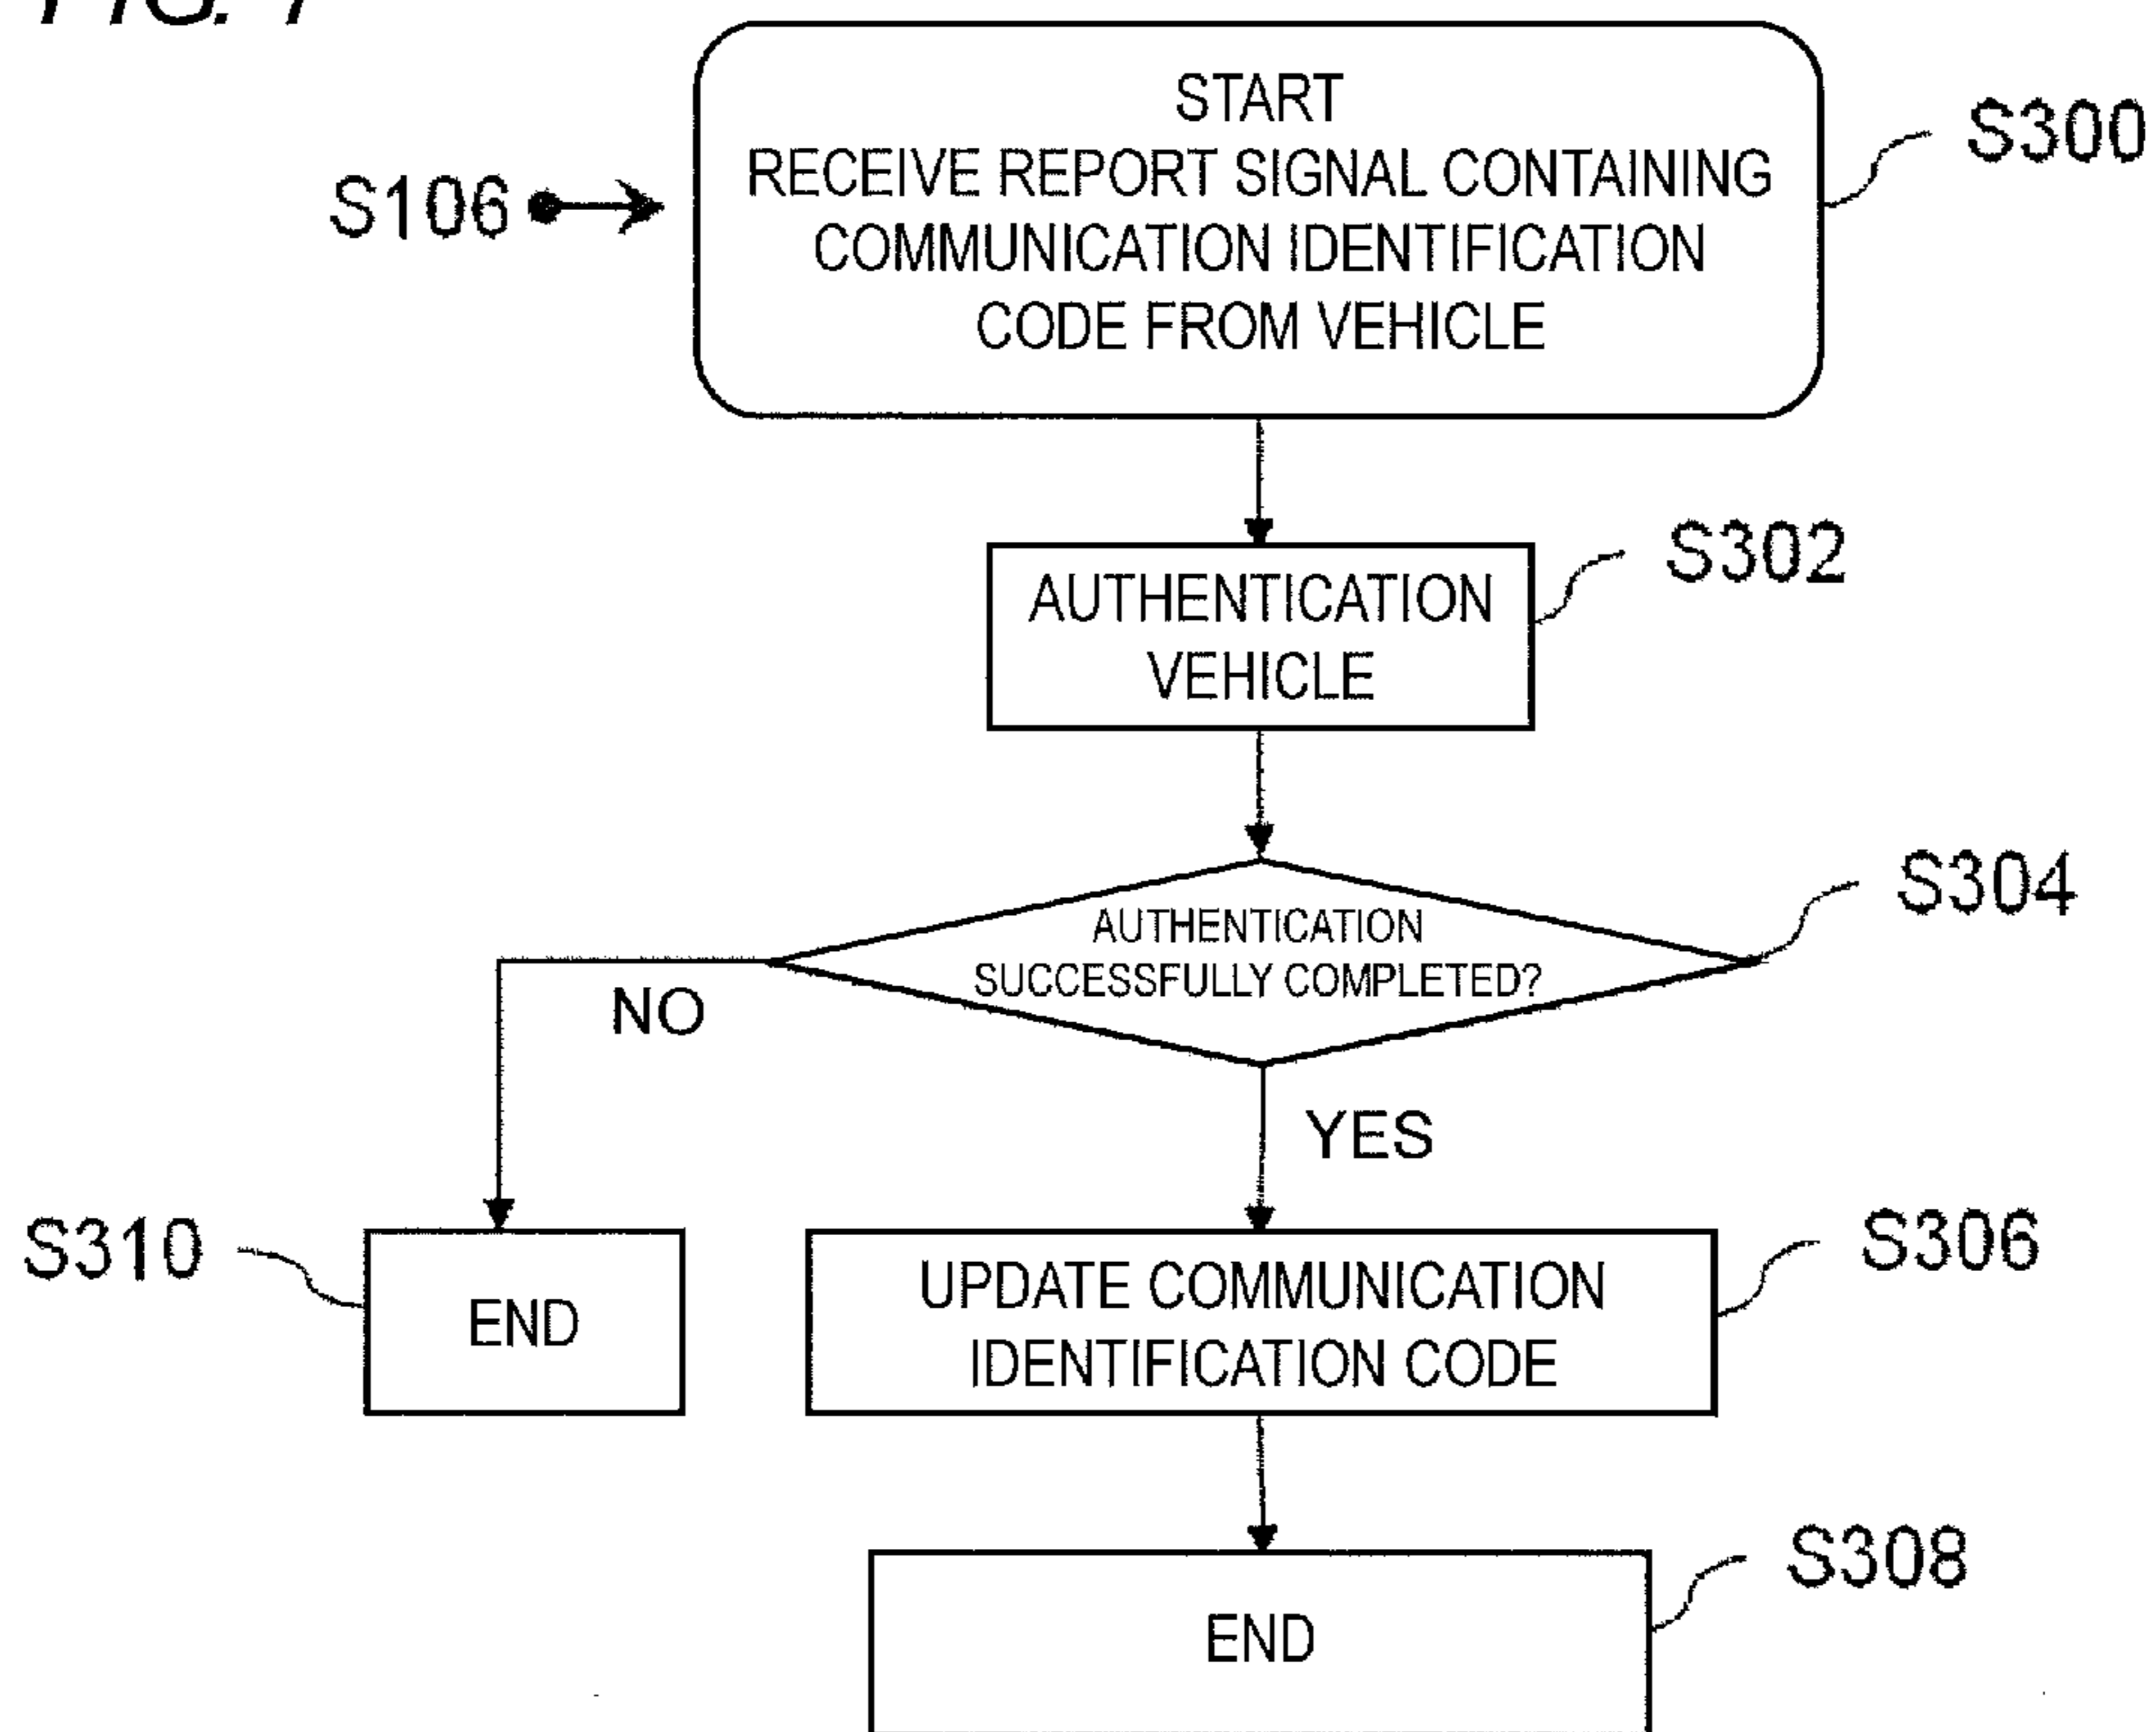 START
RECEIVE REPORT SIGNAL CONTAINING
COMMUNICATION IDENTIFICATION
CODE FROM VEHICLE
S300
S106
AUTHENTICATION
VEHICLE
S302
AUTHENTICATION
SUCCESSFULLY COMPLETED?
S304
NO
YES
S310
END
UPDATE COMMUNICATION
IDENTIFICATION CODE
S306
END
S308